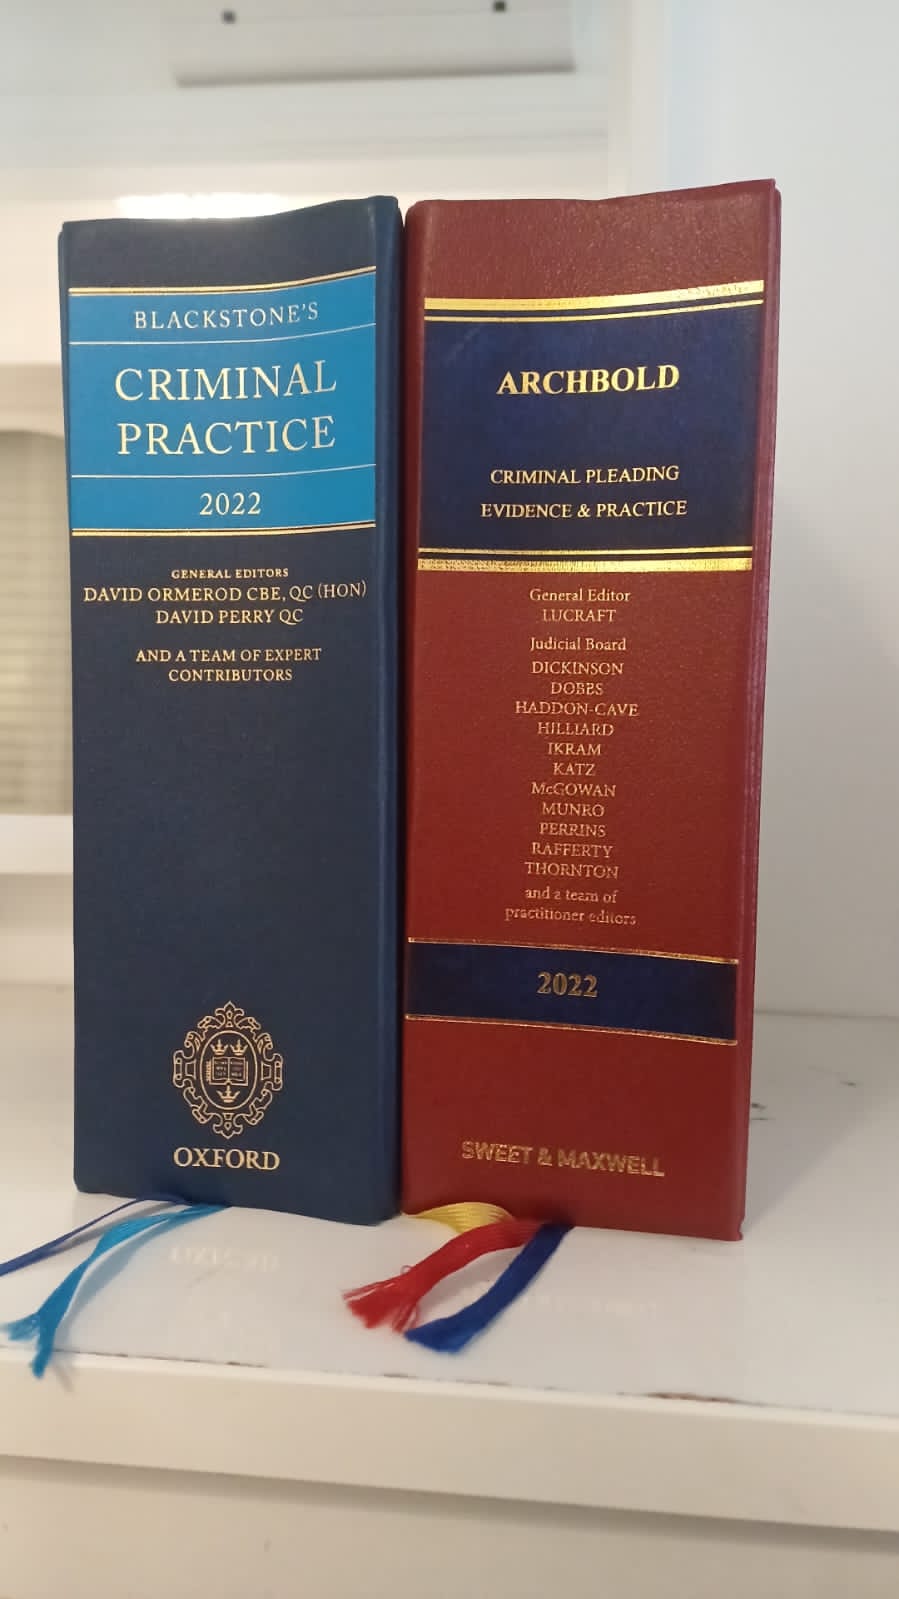 BLACKSTONE'S
CRIMINAL
PRACTICE
2022
GENERAL EDITORS
DAVID ORMEROD CBE, QC (HON)
DAVID PERRY QC
AND A TEAM OF EXPERT
CONTRIBUTORS
OXFORD
ARCHBOLD
CRIMINAL PLEADING
EVIDENCE & PRACTICE
General Editor
LUCRAFT
Judicial Board
DICKINSON
DOBBS
HADDON-CAVE
HILLIARD
IKRAM
KATZ
McGOWAN
MUNRO
PERRINS
RAFFERTY
THORNTON
and a team of
practitioner editors
2022
SWEET & MAXWELL